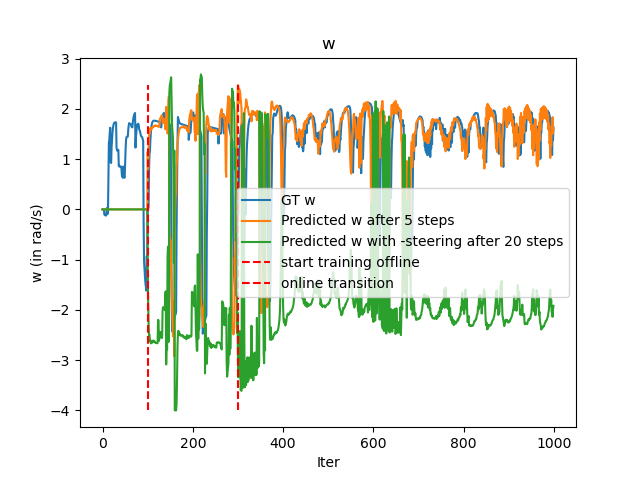 w
3
2
1
0
−1
−2
−3
−4
w (in rad/s)
GT w
Predicted w after 5 steps
Predicted w with -steering after 20 steps
start training offline
online transition
0
200
400
600
800
1000
Iter